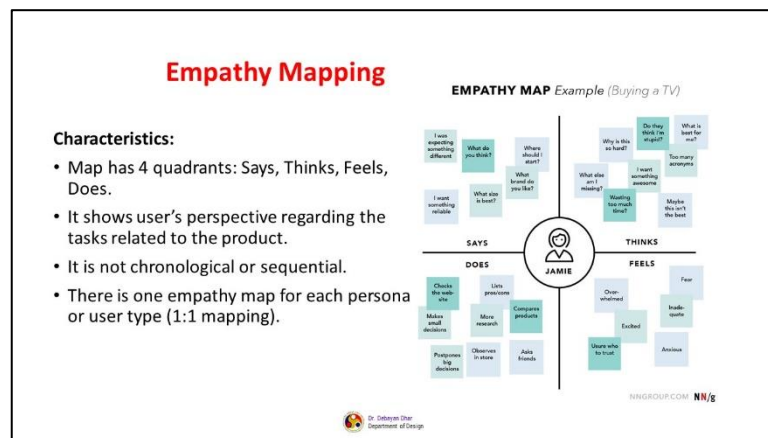 Empathy Mapping
Characteristics:
• Map has 4 quadrants: Says, Thinks, Feels,
Does.
• It shows user's perspective regarding the
tasks related to the product.
• It is not chronological or sequential.
• There is one empathy map for each persona
or user type (1:1 mapping).
EMPATHY MAP Example (Buying a TV)
I was
expecting
something
different
What do
you think?
Where should
I start?
What
brand do
you like?
I want
something
reliable
What size
is best?
SAYS
Why is this
so hard?
Do they
think I'm
stupid?
What is
best for
me?
Too many
acronyms
What else
am I
missing?
I want
something
awesome
Wasting
too much
time?
Maybe
this isn't
the best
THINKS
JAMIE
DOES
Checks
the web-
site
Lists
pros/cons
Makes
small
decisions
More
research
Compares
products
Postpones
big
decisions
Observes
in store
Asks
friends
FEELS
Over-
whelmed
Fear
Inade-
quate
Excited
Unsure who
to trust
Anxious
NNGROUP.COM NN/g
Dr. Debayan Dhar
Department of Design